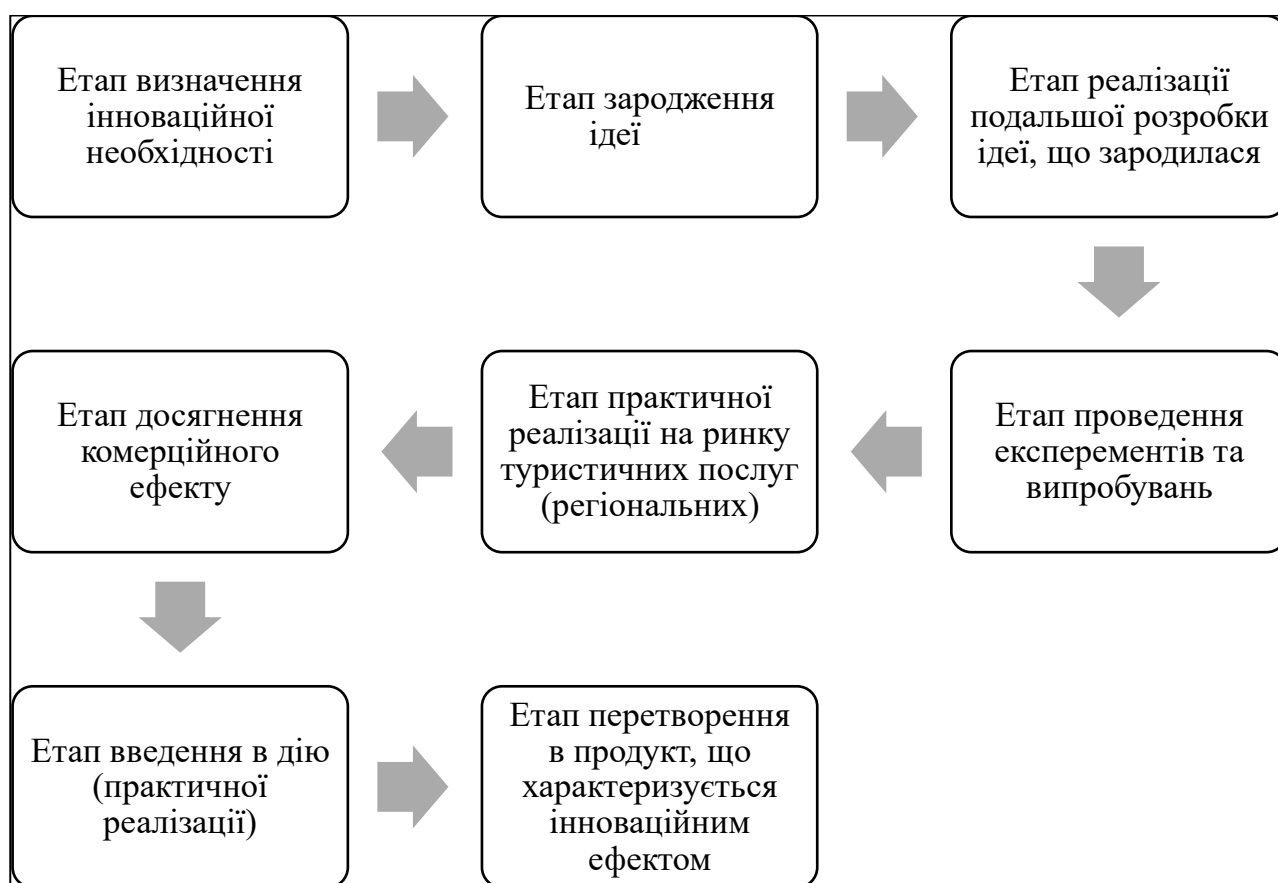 Етап визначення
інноваційної
необхідності
Етап зародження
ідеї
Етап реалізації
подальшої розробки
ідеї, що зародилася
Етап проведення
експерементів та
випробувань
Етап практичної
реалізації на ринку
туристичних послуг
(регіональних)
Етап досягнення
комерційного
ефекту
Етап введення в дію
(практичної
реалізації)
Етап перетворення
в продукт, що
характеризується
інноваційним
ефектом